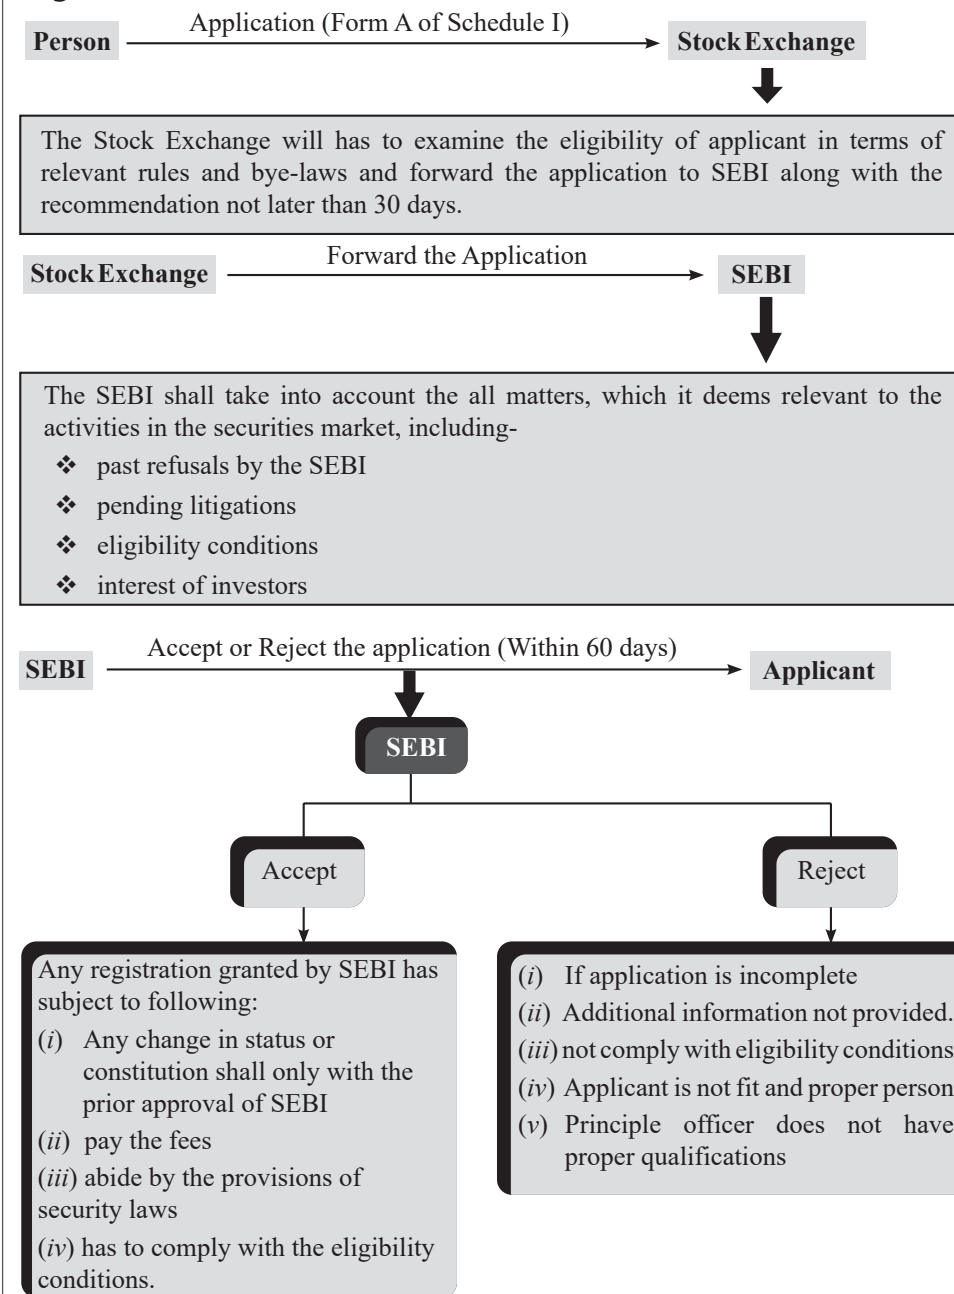 Application (Form A of Schedule I)
Person
Stock Exchange
The Stock Exchange will has to examine the eligibility of applicant in terms of
relevant rules and bye-laws and forward the application to SEBI along with the
recommendation not later than 30 days.
Forward the Application
Stock Exchange
SEBI
The SEBI shall take into account the all matters, which it deems relevant to the
activities in the securities market, including-
❖ past refusals by the SEBI
❖ pending litigations
❖ eligibility conditions
❖ interest of investors
Accept or Reject the application (Within 60 days)
SEBI
Applicant
SEBI
Accept
Reject
Any registration granted by SEBI has
subject to following:
(i) Any change in status or
constitution shall only with the
prior approval of SEBI
(ii) pay the fees
(iii) abide by the provisions of
security laws
(iv) has to comply with the eligibility
conditions.
(i) If application is incomplete
(ii) Additional information not provided.
(iii) not comply with eligibility conditions
(iv) Applicant is not fit and proper person
(v) Principle officer does not have
proper qualifications